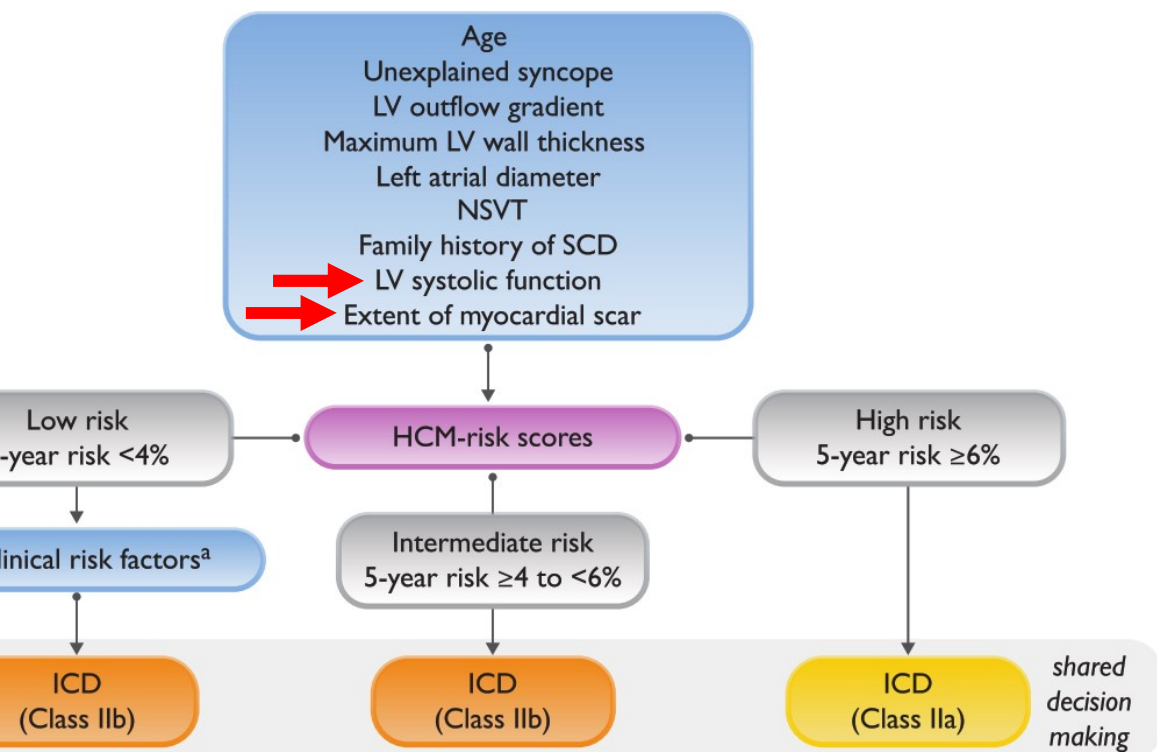 Age
Unexplained syncope
LV outflow gradient
Maximum LV wall thickness
Left atrial diameter
NSVT
Family history of SCD
LV systolic function
Extent of myocardial scar
Low risk
-year risk <4%
HCM-risk scores
High risk
5-year risk ≥6%
linical risk factorsᵃ
Intermediate risk
5-year risk ≥4 to <6%
ICD
(Class IIb)
ICD
(Class IIb)
ICD
(Class IIa)
shared
decision
making